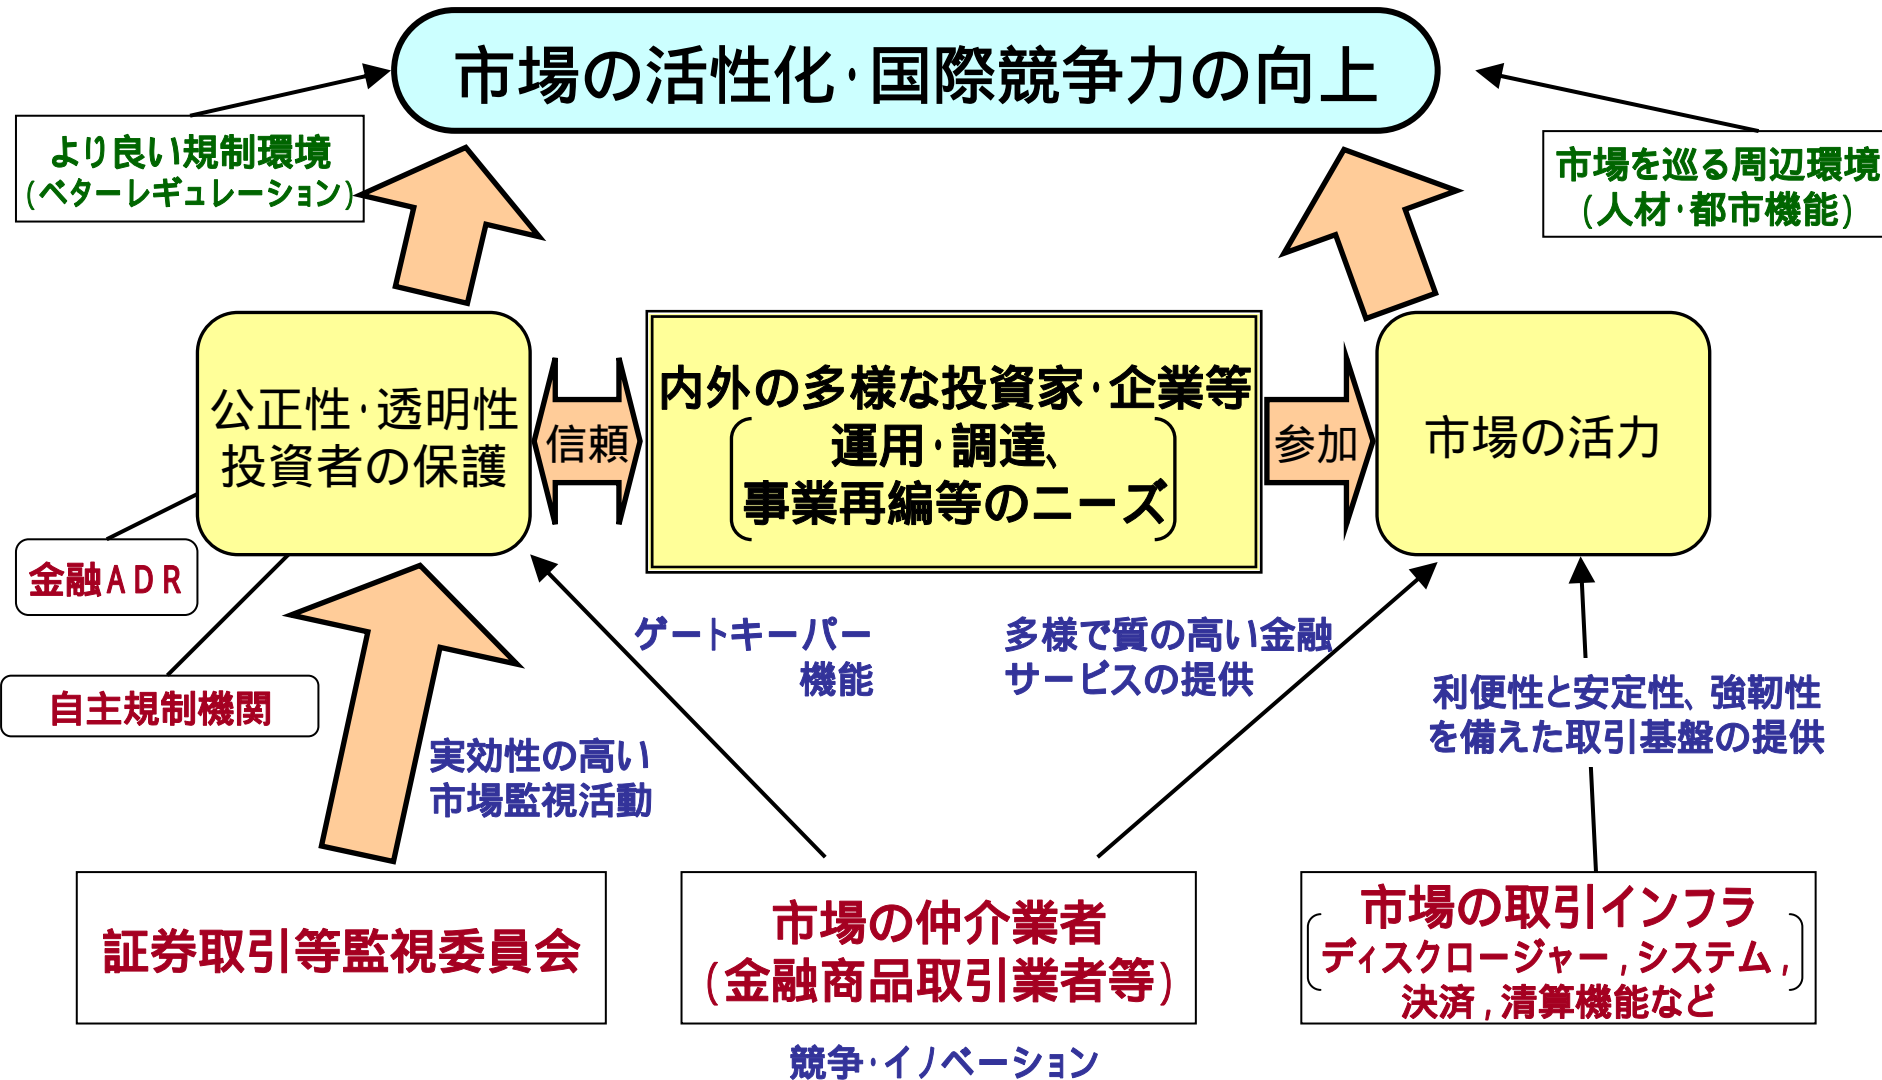 市場の活性化・国際競争力の向上
より良い規制環境
(ベターレギュレーション)
市場を巡る周辺環境
(人材・都市機能)
公正性・透明性
投資者の保護
信頼
内外の多様な投資家・企業等
運用・調達、
事業再編等のニーズ
参加
市場の活力
金融ADR
自主規制機関
ゲートキーパー
機能
多様で質の高い金融
サービスの提供
利便性と安定性、強靭性
を備えた取引基盤の提供
実効性の高い
市場監視活動
証券取引等監視委員会
市場の仲介業者
(金融商品取引業者等)
市場の取引インフラ
ディスクロージャー,システム,
決済,清算機能など
競争・イノベーション